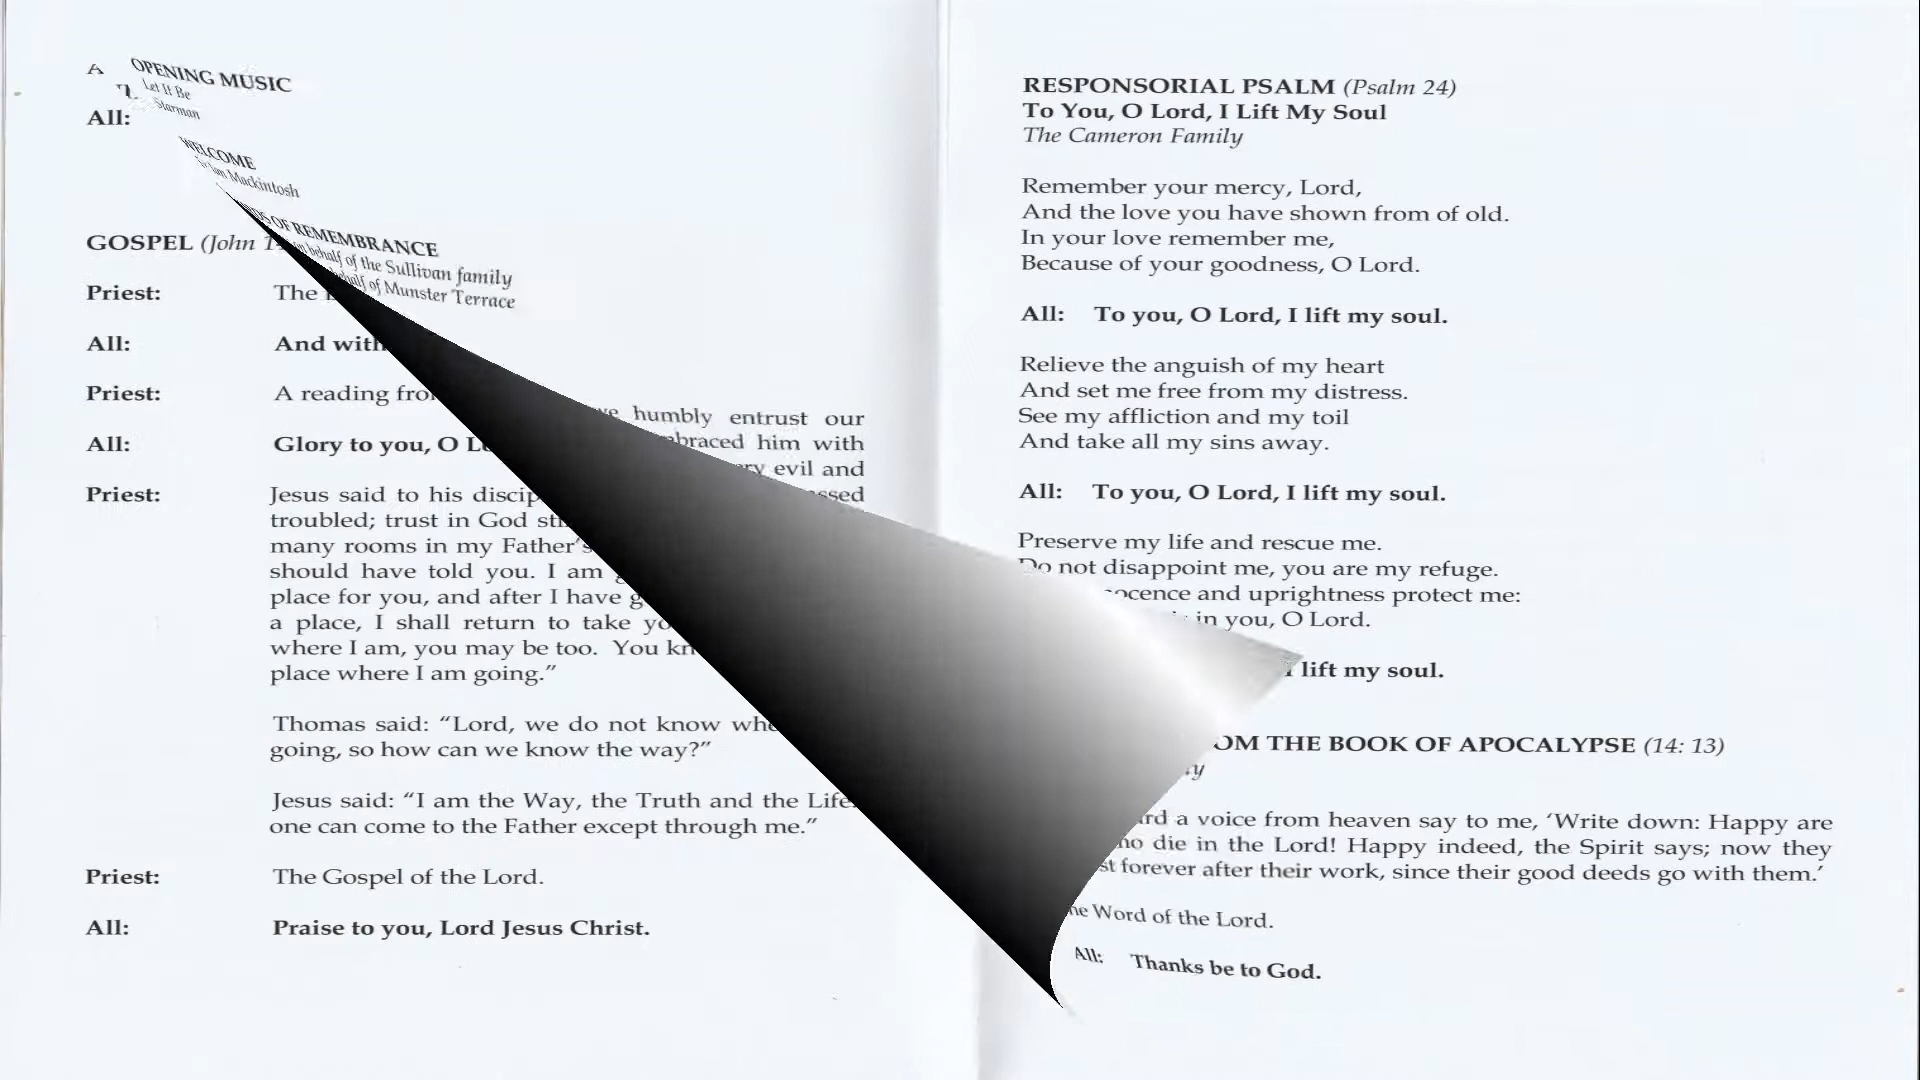 A
All:
OPENING MUSIC
Let It Be
Starman
WELCOME
Mackintosh
OF REMEMBRANCE
behalf of the Sullivan family
behalf of Munster Terrace
humbly entrust our
him with
evil and
GOSPEL (John
Priest: The
All: And with
Priest: A reading
All: Glory to you, O
Priest: Jesus said to his
troubled; trust in God
many rooms in my Father's
should have told you. I am
place for you, and after I have
a place, I shall return to take
where I am, you may be too. You
place where I am going.”
Thomas said: “Lord, we do not know
going, so how can we know the way?”
Jesus said: “I am the Way, the Truth and the Life.
one can come to the Father except through me.”
Priest: The Gospel of the Lord.
All: Praise to you, Lord Jesus Christ.
RESPONSORIAL PSALM (Psalm 24)
To You, O Lord, I Lift My Soul
The Cameron Family
Remember your mercy, Lord,
And the love you have shown from of old.
In your love remember me,
Because of your goodness, O Lord.
All: To you, O Lord, I lift my soul.
Relieve the anguish of my heart
And set me free from my distress.
See my affliction and my toil
And take all my sins away.
All: To you, O Lord, I lift my soul.
Preserve my life and rescue me.
Do not disappoint me, you are my refuge.
and uprightness protect me:
in you, O Lord.
I lift my soul.
THE BOOK OF APOCALYPSE (14: 13)
a voice from heaven say to me, ‘Write down: Happy are
die in the Lord! Happy indeed, the Spirit says; now they
forever after their work, since their good deeds go with them.’
Word of the Lord.
All: Thanks be to God.